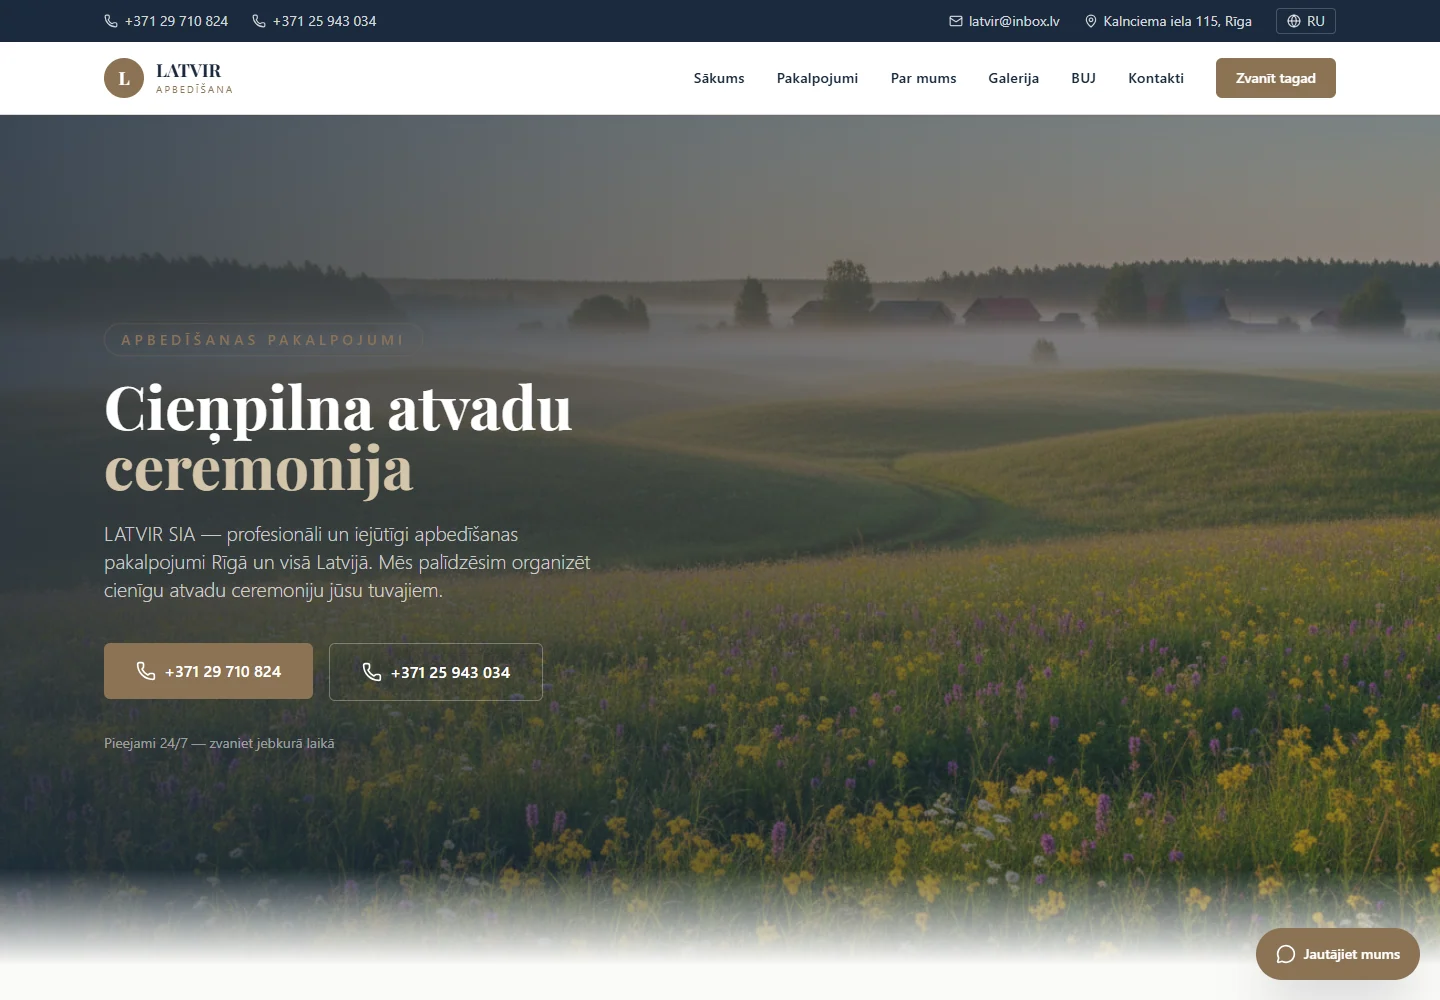 +371 29 710 824
+371 25 943 034
latvir@inbox.lv
Kalnciema iela 115, Rīga
RU
L
LATVIR
APBEDĪŠANA
Sākums
Pakalpojumi
Par mums
Galerija
BUJ
Kontakti
Zvanīt tagad
APBEDĪŠANAS PAKALPOJUMI
Cieņpilna atvadu
ceremonija
LATVIR SIA — profesionāli un iejūtīgi apbedīšanas
pakalpojumi Rīgā un visā Latvijā. Mēs palīdzēsim organizēt
cienīgu atvadu ceremoniju jūsu tuvajiem.
+371 29 710 824
+371 25 943 034
Pieejami 24/7 — zvaniet jebkurā laikā
Jautājiet mums